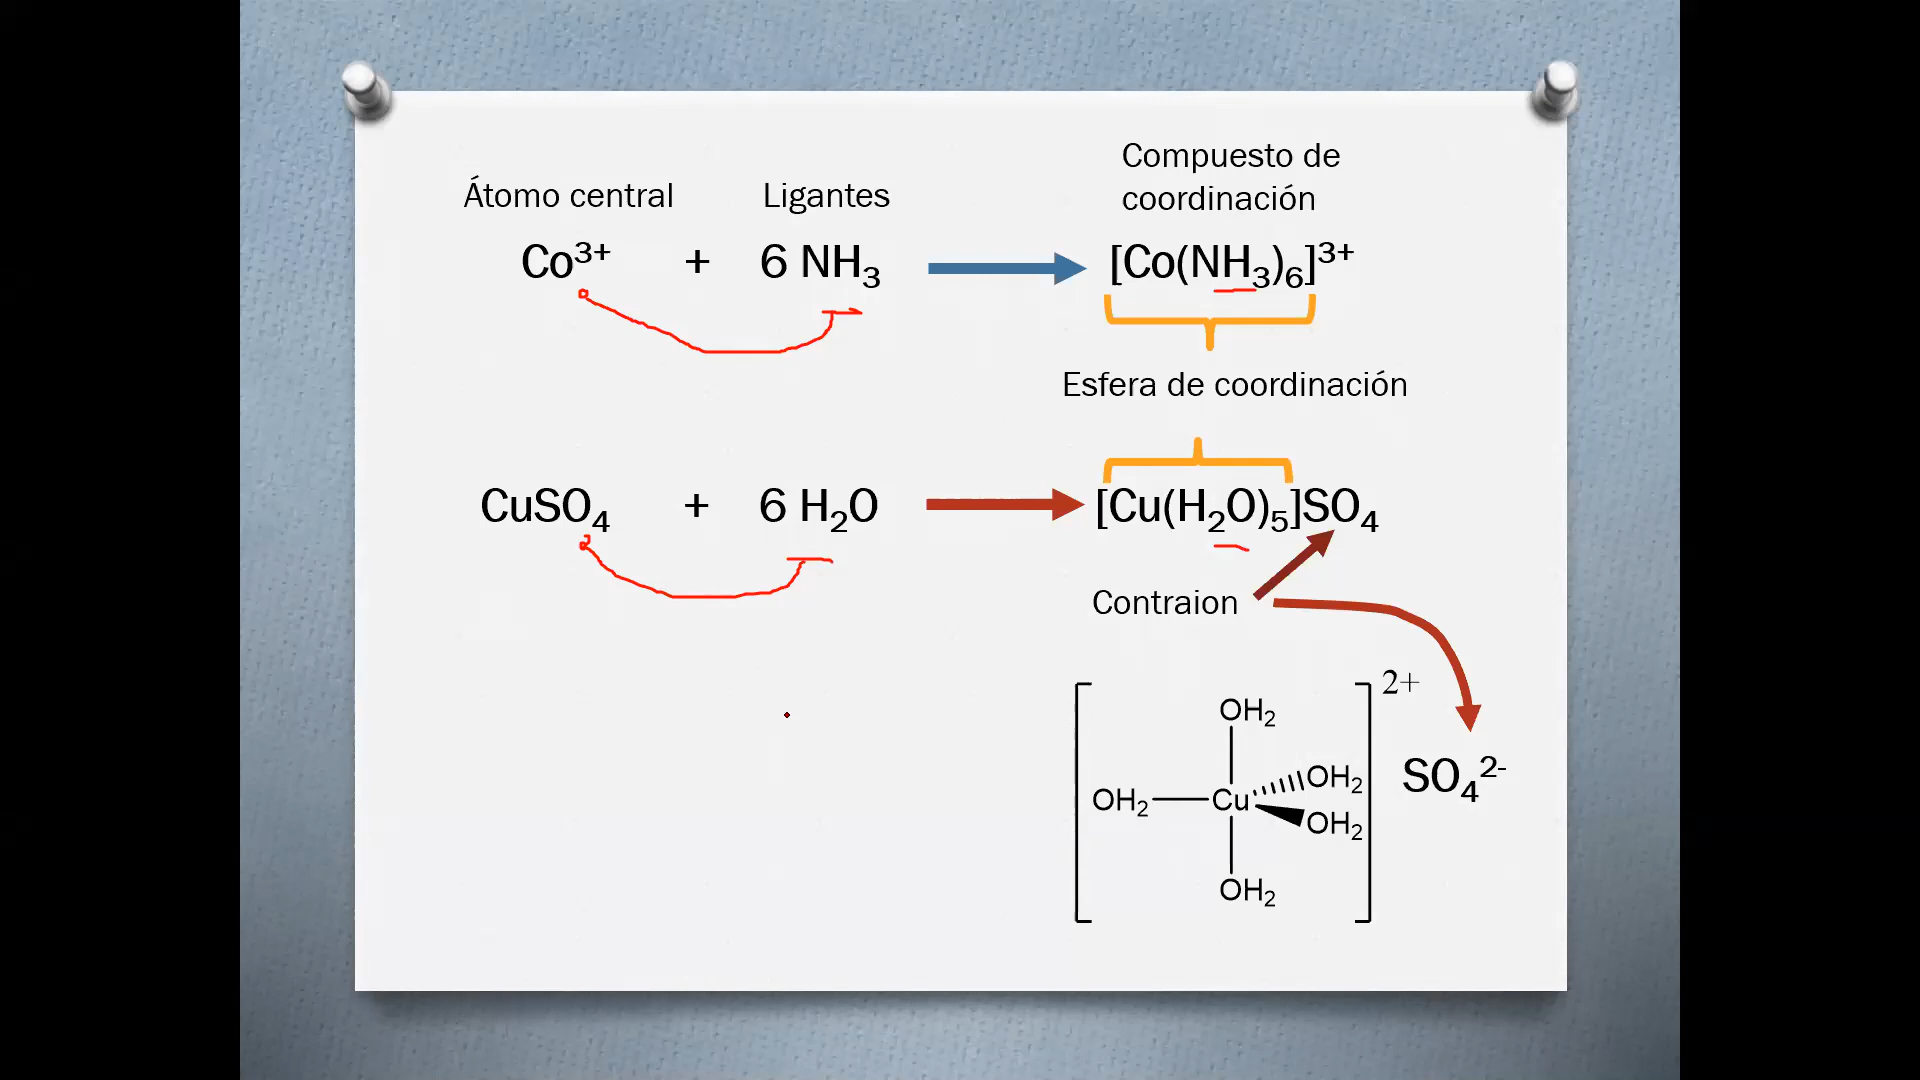 Átomo central
Ligantes
Compuesto de
coordinación
Co³⁺ + 6 NH₃
[Co(NH₃)₆]³⁺
Esfera de coordinación
CuSO₄ + 6 H₂O
[Cu(H₂O)₅]SO₄
Contraion
2+
OH₂
OH₂
OH₂ Cu
OH₂
OH₂
SO₄²⁻